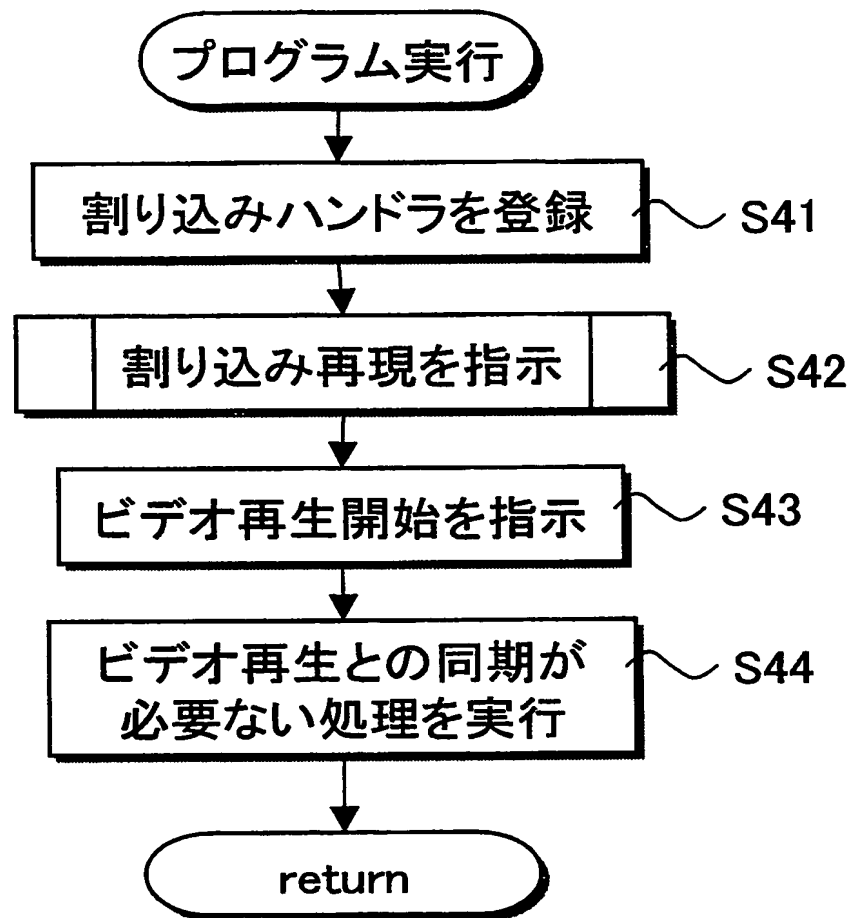 プログラム実行
割り込みハンドラを登録
S41
割り込み再現を指示
S42
ビデオ再生開始を指示
S43
ビデオ再生との同期が
必要ない処理を実行
S44
return